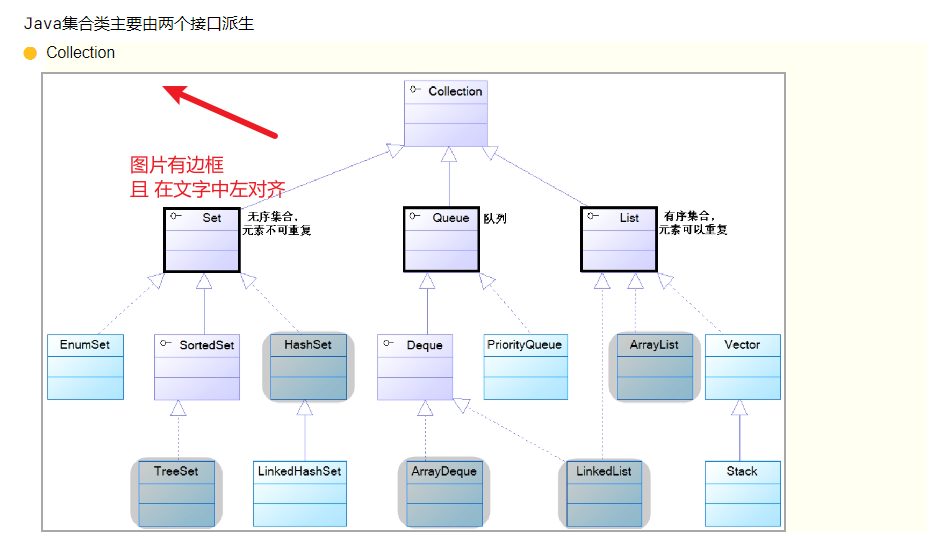 Java集合类主要由两个接口派生
Collection
Collection
图片有边框
且 在文字中左对齐
Set
无序集合,
元素不可重复
Queue
队列
List
有序集合,
元素可以重复
EnumSet
SortedSet
HashSet
Deque
PriorityQueue
ArrayList
Vector
TreeSet
LinkedHashSet
ArrayDeque
LinkedList
Stack